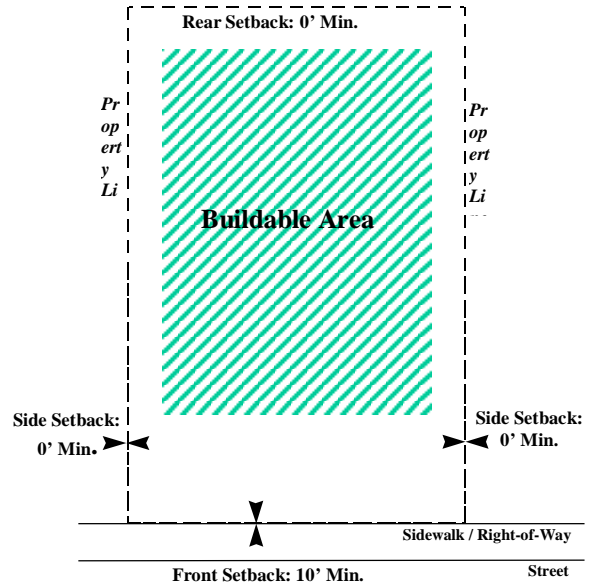 Rear Setback: 0’ Min.
Pr
op
ert
y
Li
Pr
op
ert
y
Li
Buildable Area
Side Setback:
0’ Min.
Side Setback:
0’ Min.
Sidewalk / Right-of-Way
Front Setback: 10’ Min.
Street